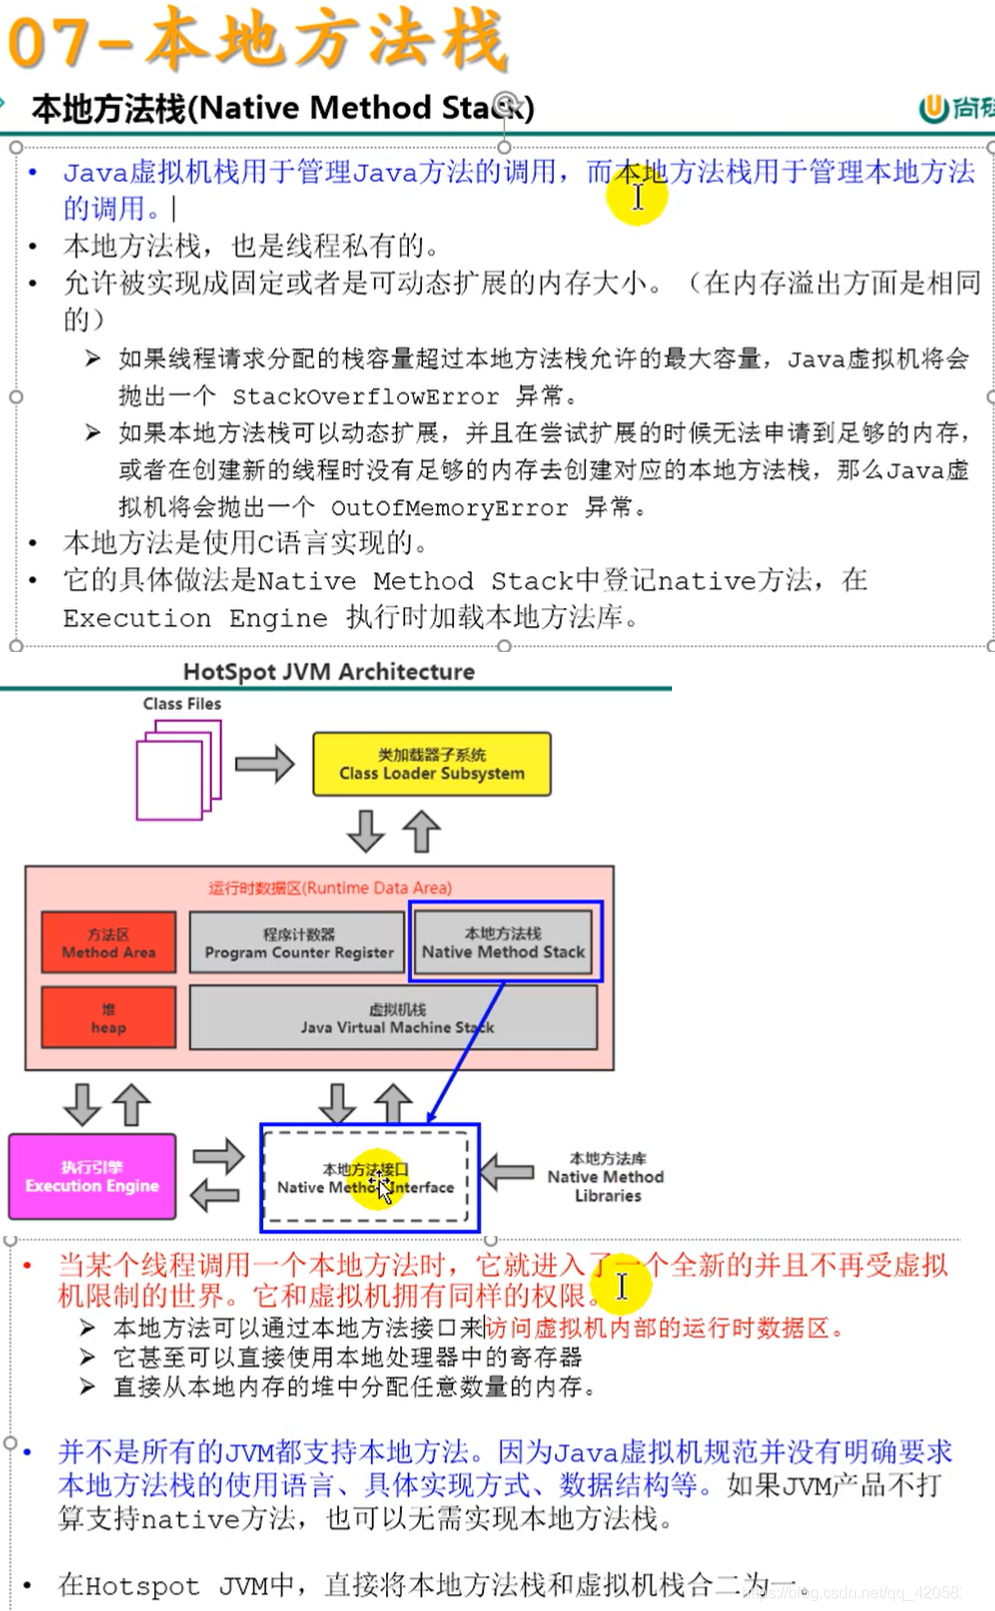 07-本地方法栈
本地方法栈(Native Method Stack)
尚硅
• Java虚拟机栈用于管理Java方法的调用，而本地方法栈用于管理本地方法
的调用。
• 本地方法栈，也是线程私有的。
• 允许被实现成固定或者是可动态扩展的内存大小。（在内存溢出方面是相同
的）
➢ 如果线程请求分配的栈容量超过本地方法栈允许的最大容量，Java虚拟机将会
抛出一个 StackOverflowError 异常。
➢ 如果本地方法栈可以动态扩展，并且在尝试扩展的时候无法申请到足够的内存，
或者在创建新的线程时没有足够的内存去创建对应的本地方法栈，那么Java虚
拟机将会抛出一个 OutOfMemoryError 异常。
• 本地方法是使用C语言实现的。
• 它的具体做法是Native Method Stack中登记native方法，在
Execution Engine 执行时加载本地方法库。
HotSpot JVM Architecture
Class Files
类加载器子系统
Class Loader Subsystem
运行时数据区(Runtime Data Area)
方法区
Method Area
程序计数器
Program Counter Register
本地方法栈
Native Method Stack
堆
heap
虚拟机栈
Java Virtual Machine Stack
执行引擎
Execution Engine
本地方法接口
Native Method Interface
本地方法库
Native Method
Libraries
• 当某个线程调用一个本地方法时，它就进入了一个全新的并且不再受虚拟
机限制的世界。它和虚拟机拥有同样的权限。
➢ 本地方法可以通过本地方法接口来访问虚拟机内部的运行时数据区。
➢ 它甚至可以直接使用本地处理器中的寄存器
➢ 直接从本地内存的堆中分配任意数量的内存。
• 并不是所有的JVM都支持本地方法。因为Java虚拟机规范并没有明确要求
本地方法栈的使用语言、具体实现方式、数据结构等。如果JVM产品不打
算支持native方法，也可以无需实现本地方法栈。
• 在Hotspot JVM中，直接将本地方法栈和虚拟机栈合二为一。
https://blog.csdn.net/qq_42058